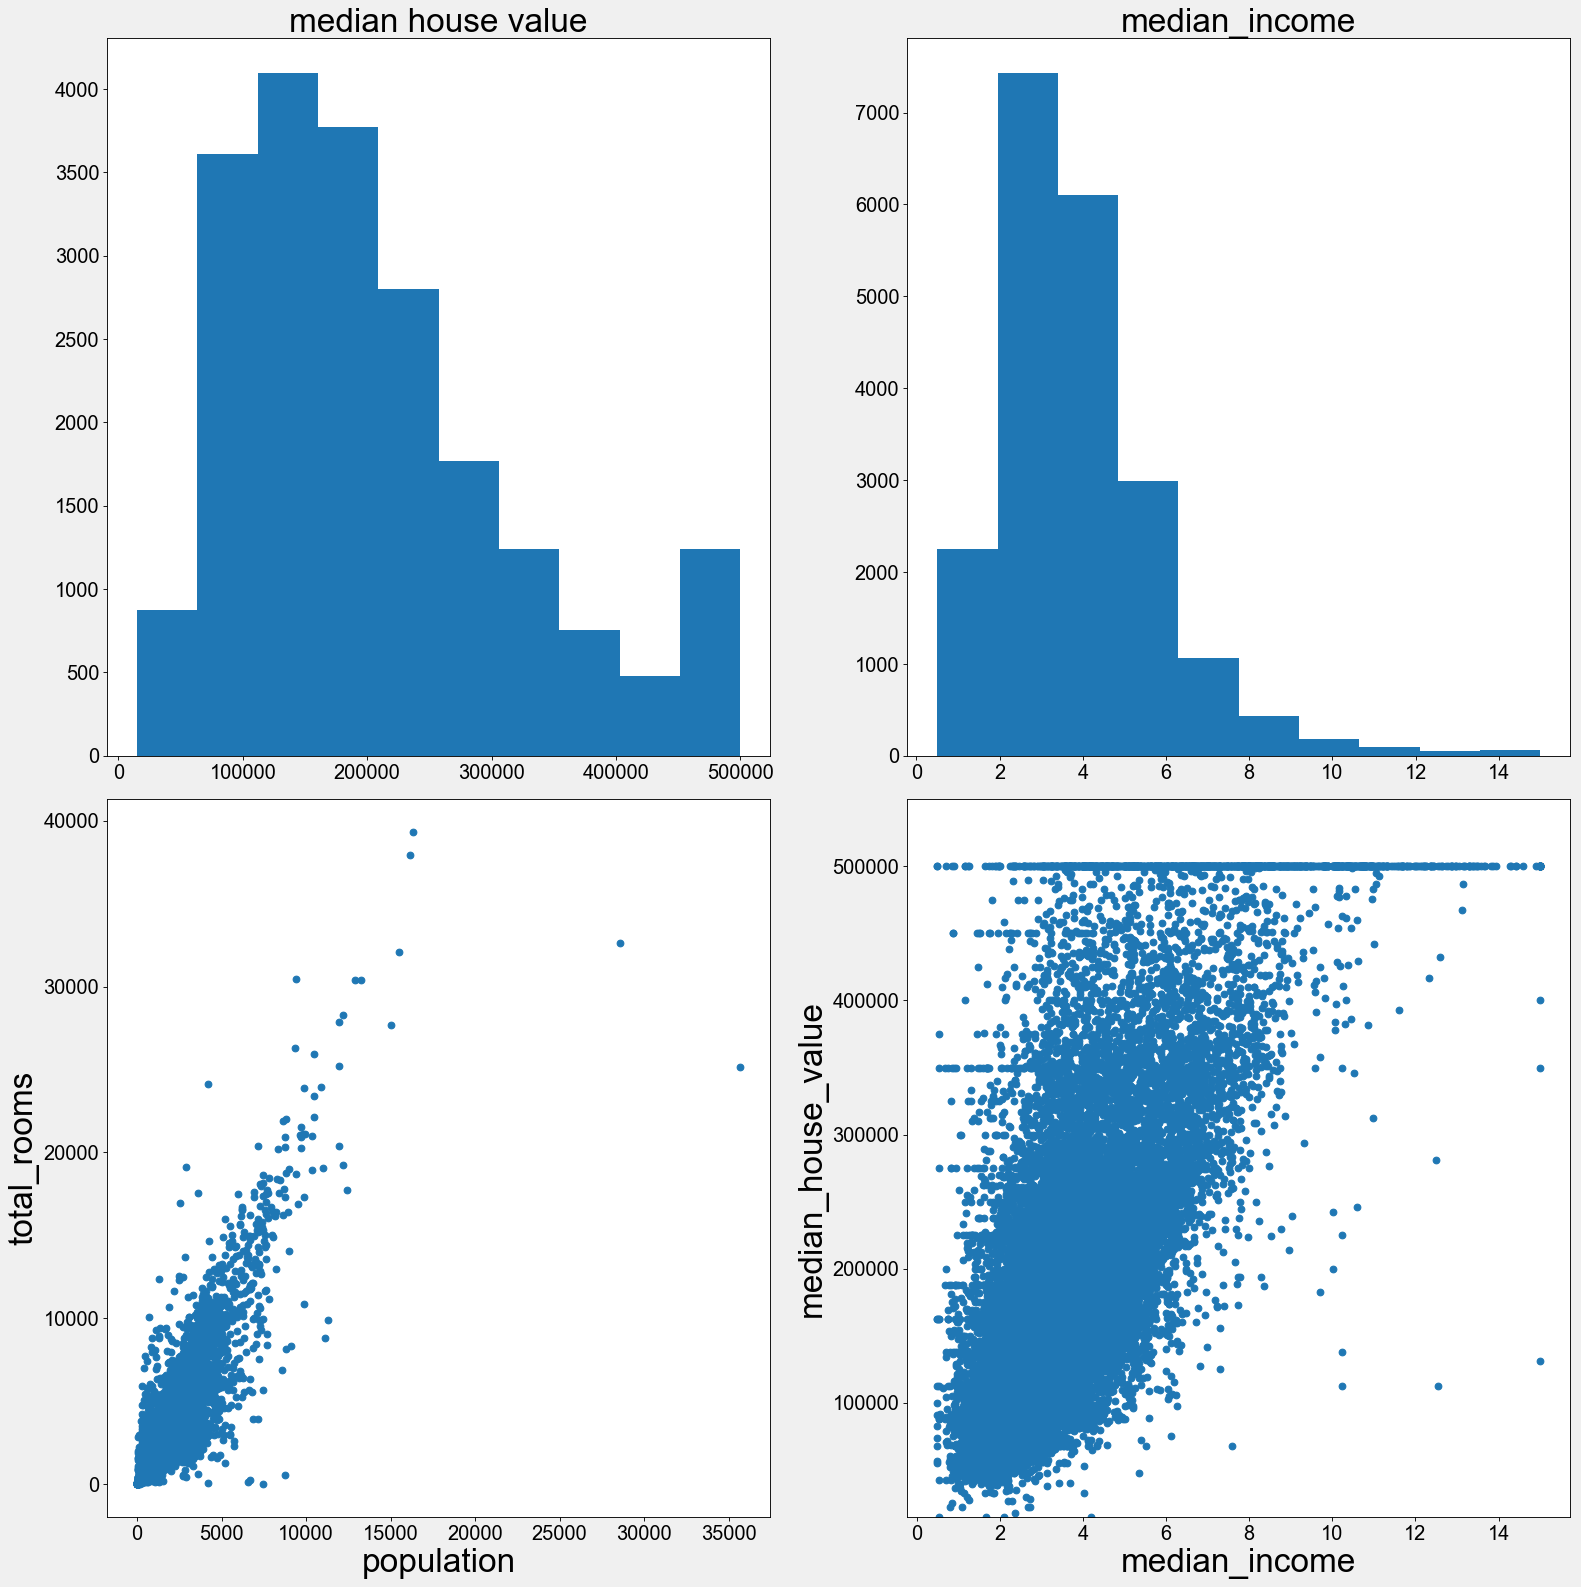 median house value
4000
3500
3000
2500
2000
1500
1000
500
0
0 100000 200000 300000 400000 500000
median_income
7000
6000
5000
4000
3000
2000
1000
0
0 2 4 6 8 10 12 14
total_rooms
40000
30000
20000
10000
0
0 5000 10000 15000 20000 25000 30000 35000
population
median_house_value
500000
400000
300000
200000
100000
0 2 4 6 8 10 12 14
median_income